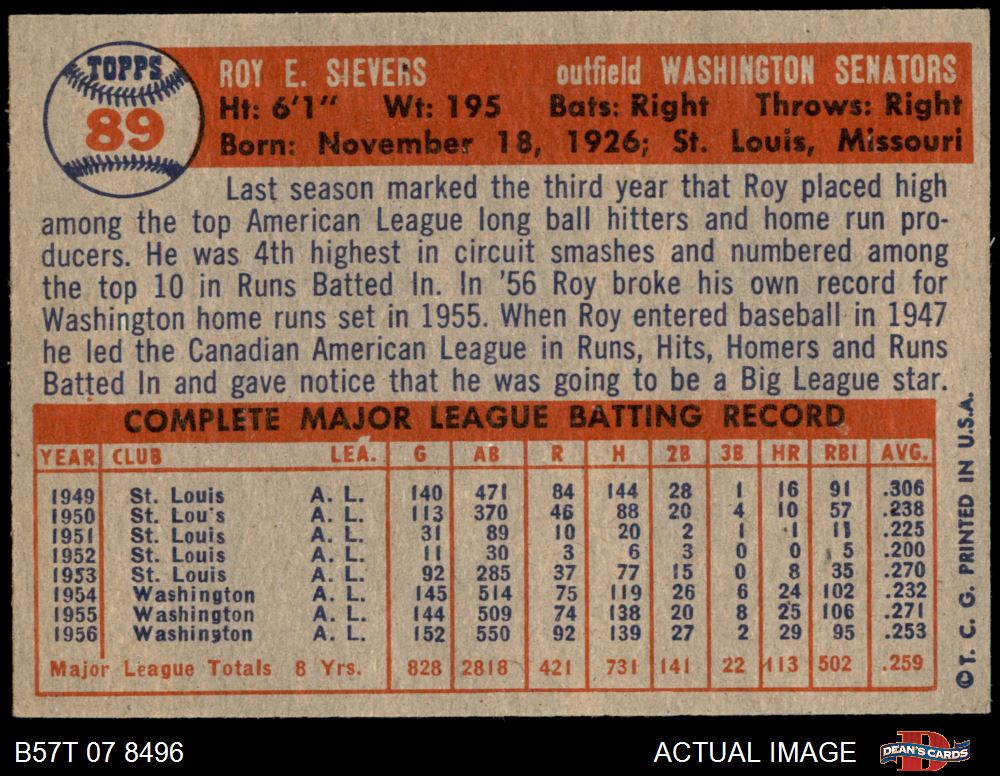 TOPPS
89
ROY E. SIEVERS outfield WASHINGTON SENATORS
Ht: 6'1" Wt: 195 Bats: Right Throws: Right
Born: November 18, 1926; St. Louis, Missouri
Last season marked the third year that Roy placed high
among the top American League long ball hitters and home run pro-
ducers. He was 4th highest in circuit smashes and numbered among
the top 10 in Runs Batted In. In '56 Roy broke his own record for
Washington home runs set in 1955. When Roy entered baseball in 1947
he led the Canadian American League in Runs, Hits, Homers and Runs
Batted In and gave notice that he was going to be a Big League star.
COMPLETE MAJOR LEAGUE BATTING RECORD
YEAR CLUB LEA. G AB R H 2B 3B HR RBI AVG.
1949 St. Louis A. L. 140 471 84 144 28 1 16 91 .306
1950 St. Lou's A. L. 113 370 46 88 20 4 10 57 .238
1951 St. Louis A. L. 31 89 10 20 2 1 1 11 .225
1952 St. Louis A. L. 11 30 3 6 3 0 0 5 .200
1953 St. Louis A. L. 92 285 37 77 15 0 8 35 .270
1954 Washington A. L. 145 514 75 119 26 6 24 102 .232
1955 Washington A. L. 144 509 74 138 20 8 25 106 .271
1956 Washington A. L. 152 550 92 139 27 2 29 95 .253
Major League Totals 8 Yrs. 828 2818 421 731 141 22 113 502 .259
©T. C. G. PRINTED IN U.S.A.
B57T 07 8496 ACTUAL IMAGE
D
DEAN'S CARDS